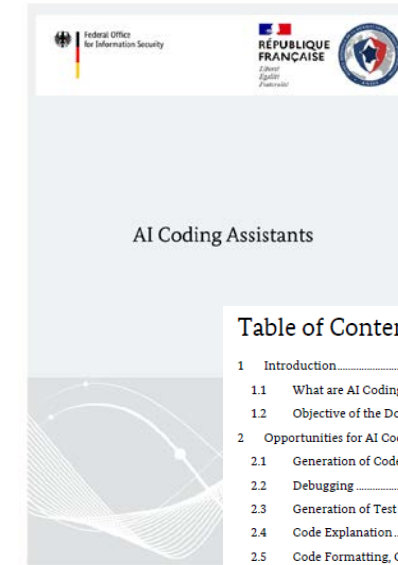 Federal Office
for Information Security
RÉPUBLIQUE
FRANÇAISE
Liberté
Égalité
Fraternité
AI Coding Assistants
Table of Conten
1 Introduction
1.1 What are AI Coding
1.2 Objective of the Do
2 Opportunities for AI Cod
2.1 Generation of Code
2.2 Debugging
2.3 Generation of Test
2.4 Code Explanation
2.5 Code Formatting, C